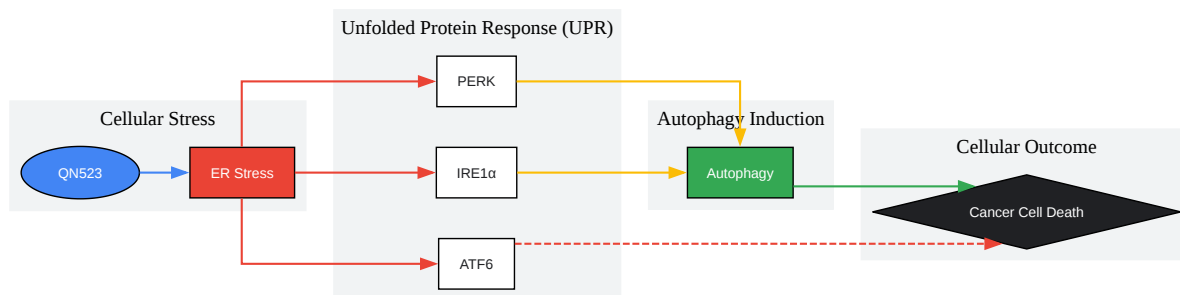 Unfolded Protein Response (UPR)
PERK
Cellular Stress
Autophagy Induction
Cellular Outcome
QN523
ER Stress
IRE1α
Autophagy
Cancer Cell Death
ATF6